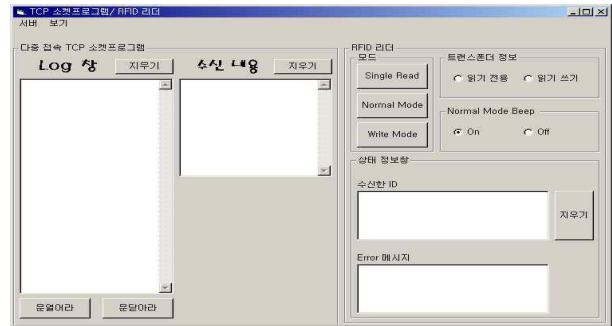 TCP 소켓프로그램/ RFID 리더
서버 보기
다중 접속 TCP 소켓프로그램
Log 창 지우기
수신 내용 지우기
문열어라 문닫아라
RFID 리더
모드
Single Read
Normal Mode
Write Mode
트랜스폰더 정보
읽기 전용 읽기 쓰기
Normal Mode Beep
On Off
상태 정보창
수신한 ID
지우기
Error 메시지